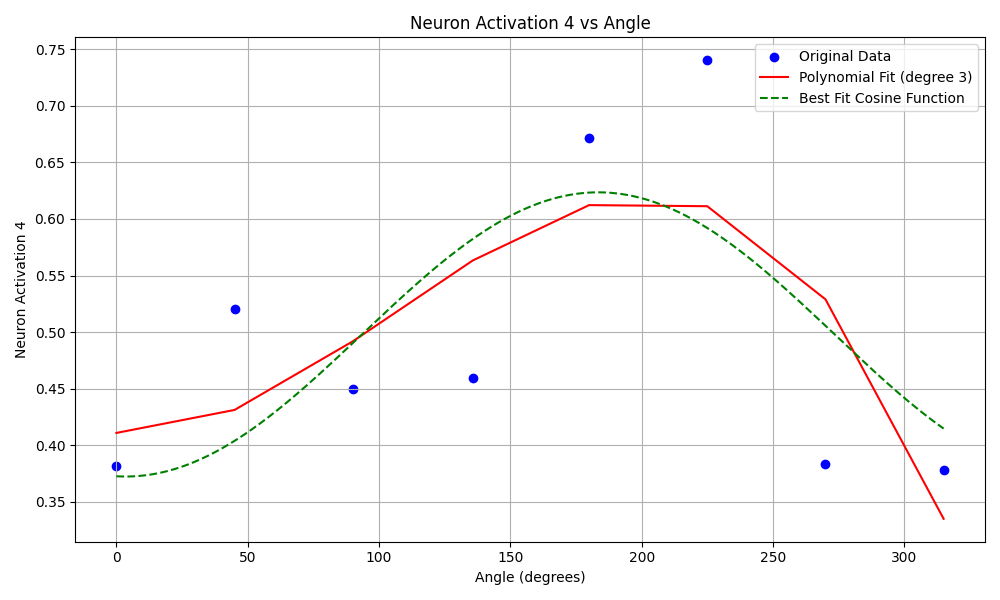 Neuron Activation 4 vs Angle
Original Data
Polynomial Fit (degree 3)
Best Fit Cosine Function
Neuron Activation 4
0.75
0.70
0.65
0.60
0.55
0.50
0.45
0.40
0.35
0 50 100 150 200 250 300
Angle (degrees)